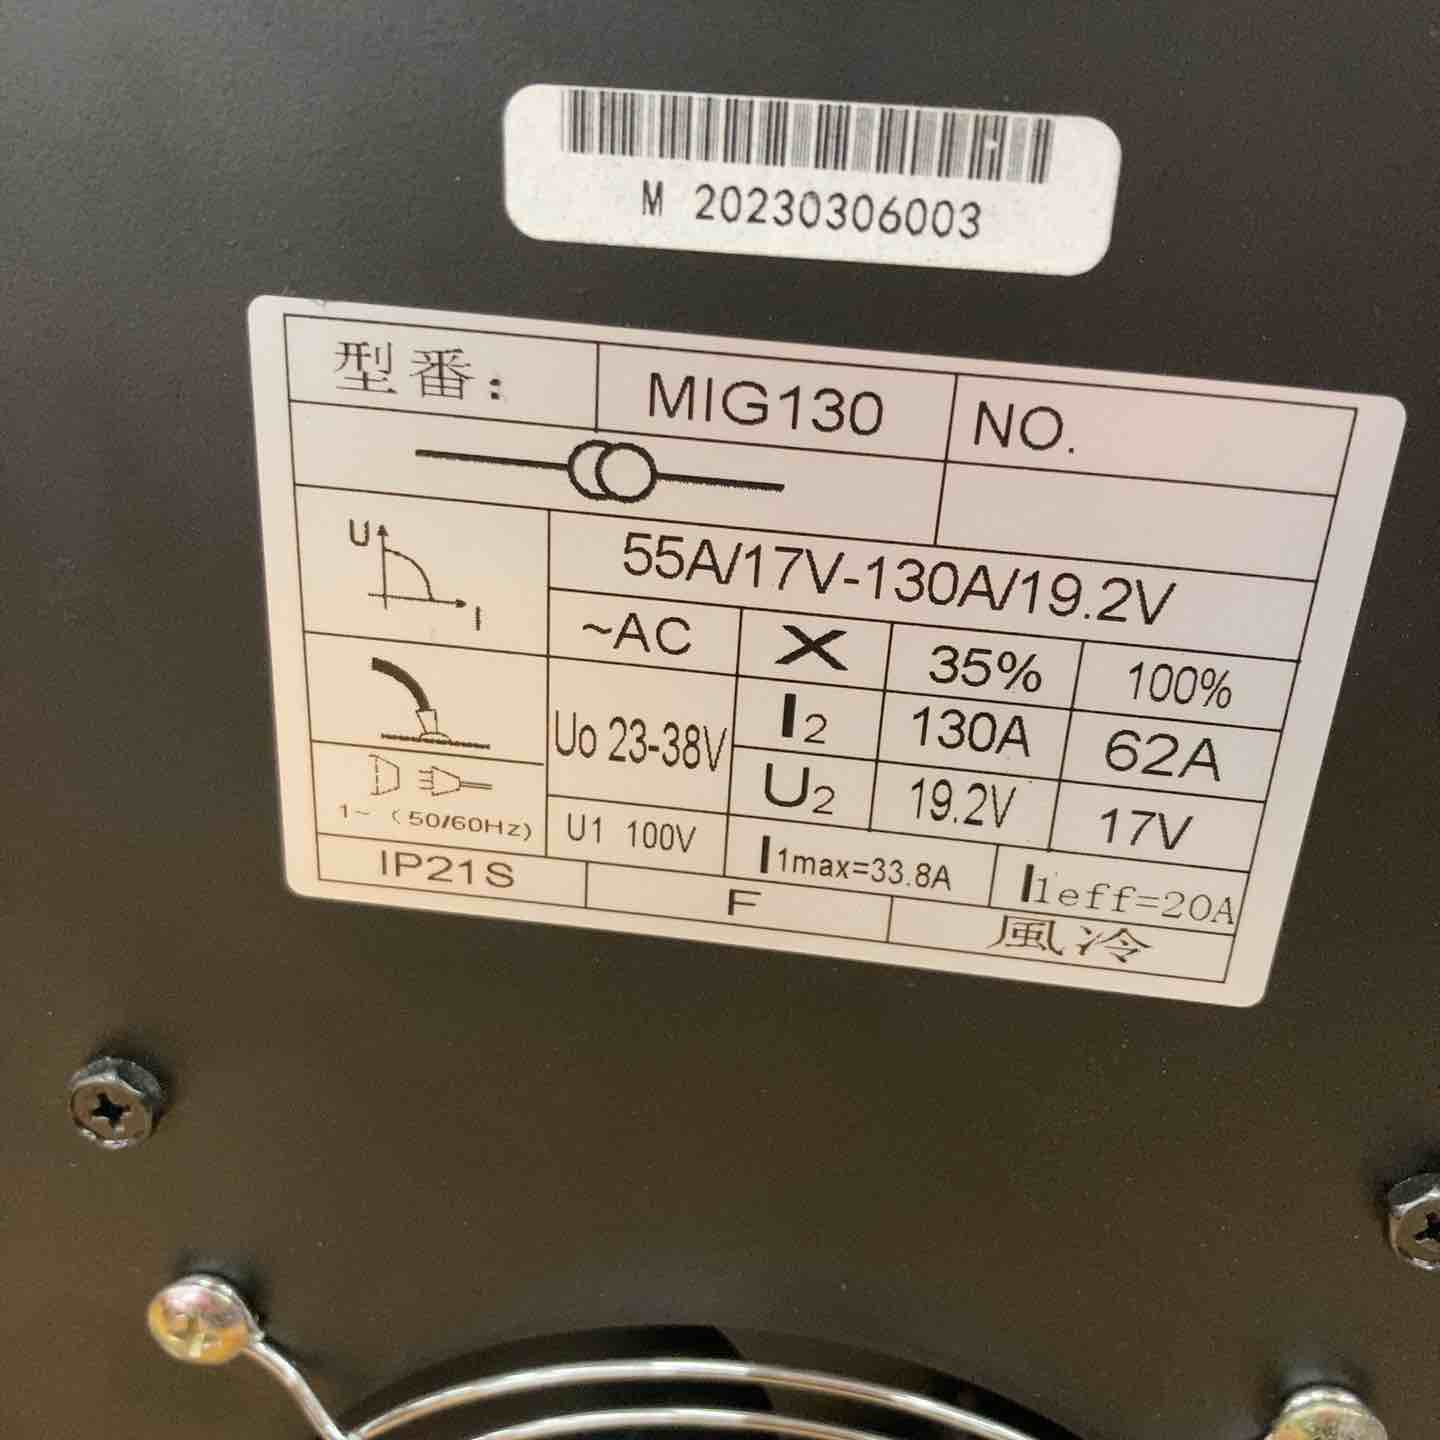 M 20230306003
型番: MIG130 NO.
U
I
55A/17V-130A/19.2V
~AC X 35% 100%
Uo 23-38V
I2 130A 62A
U2 19.2V 17V
1~ (50/60Hz)
U1 100V
I1max=33.8A
I1eff=20A
IP21S F 風冷